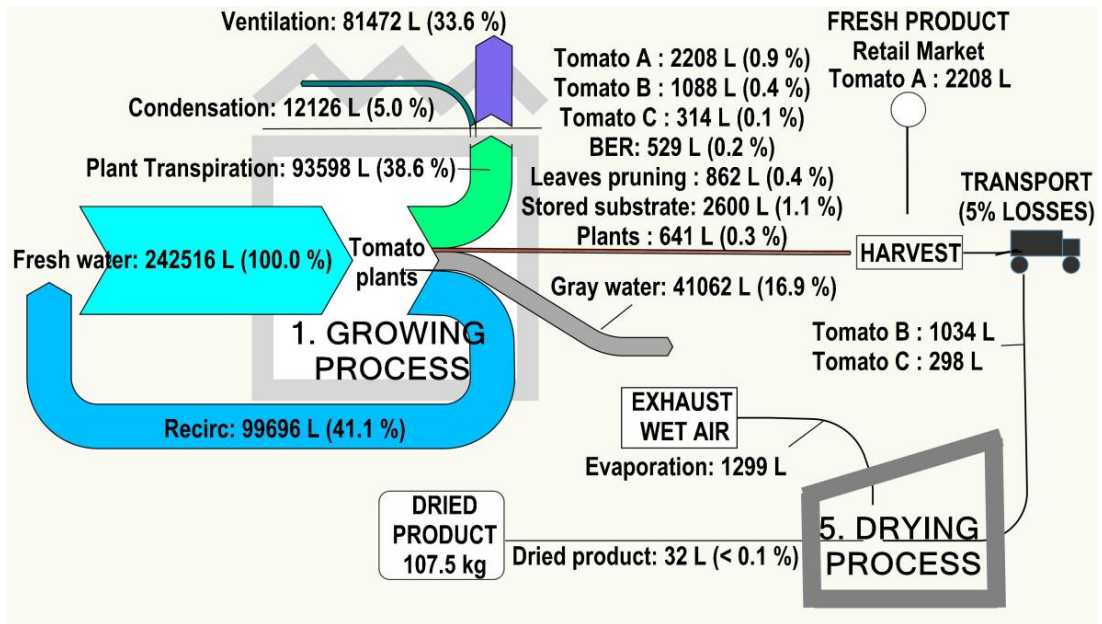 Ventilation: 81472 L (33.6 %)
Condensation: 12126 L (5.0 %)
Plant Transpiration: 93598 L (38.6 %)
Fresh water: 242516 L (100.0 %)
Tomato
plants
1. GROWING
PROCESS
Recirc: 99696 L (41.1 %)
Tomato A : 2208 L (0.9 %)
Tomato B : 1088 L (0.4 %)
Tomato C : 314 L (0.1 %)
BER: 529 L (0.2 %)
Leaves pruning : 862 L (0.4 %)
Stored substrate: 2600 L (1.1 %)
Plants : 641 L (0.3 %)
Gray water: 41062 L (16.9 %)
FRESH PRODUCT
Retail Market
Tomato A : 2208 L
HARVEST
TRANSPORT
(5% LOSSES)
Tomato B : 1034 L
Tomato C : 298 L
EXHAUST
WET AIR
Evaporation: 1299 L
5. DRYING
PROCESS
Dried product: 32 L (< 0.1 %)
DRIED
PRODUCT
107.5 kg